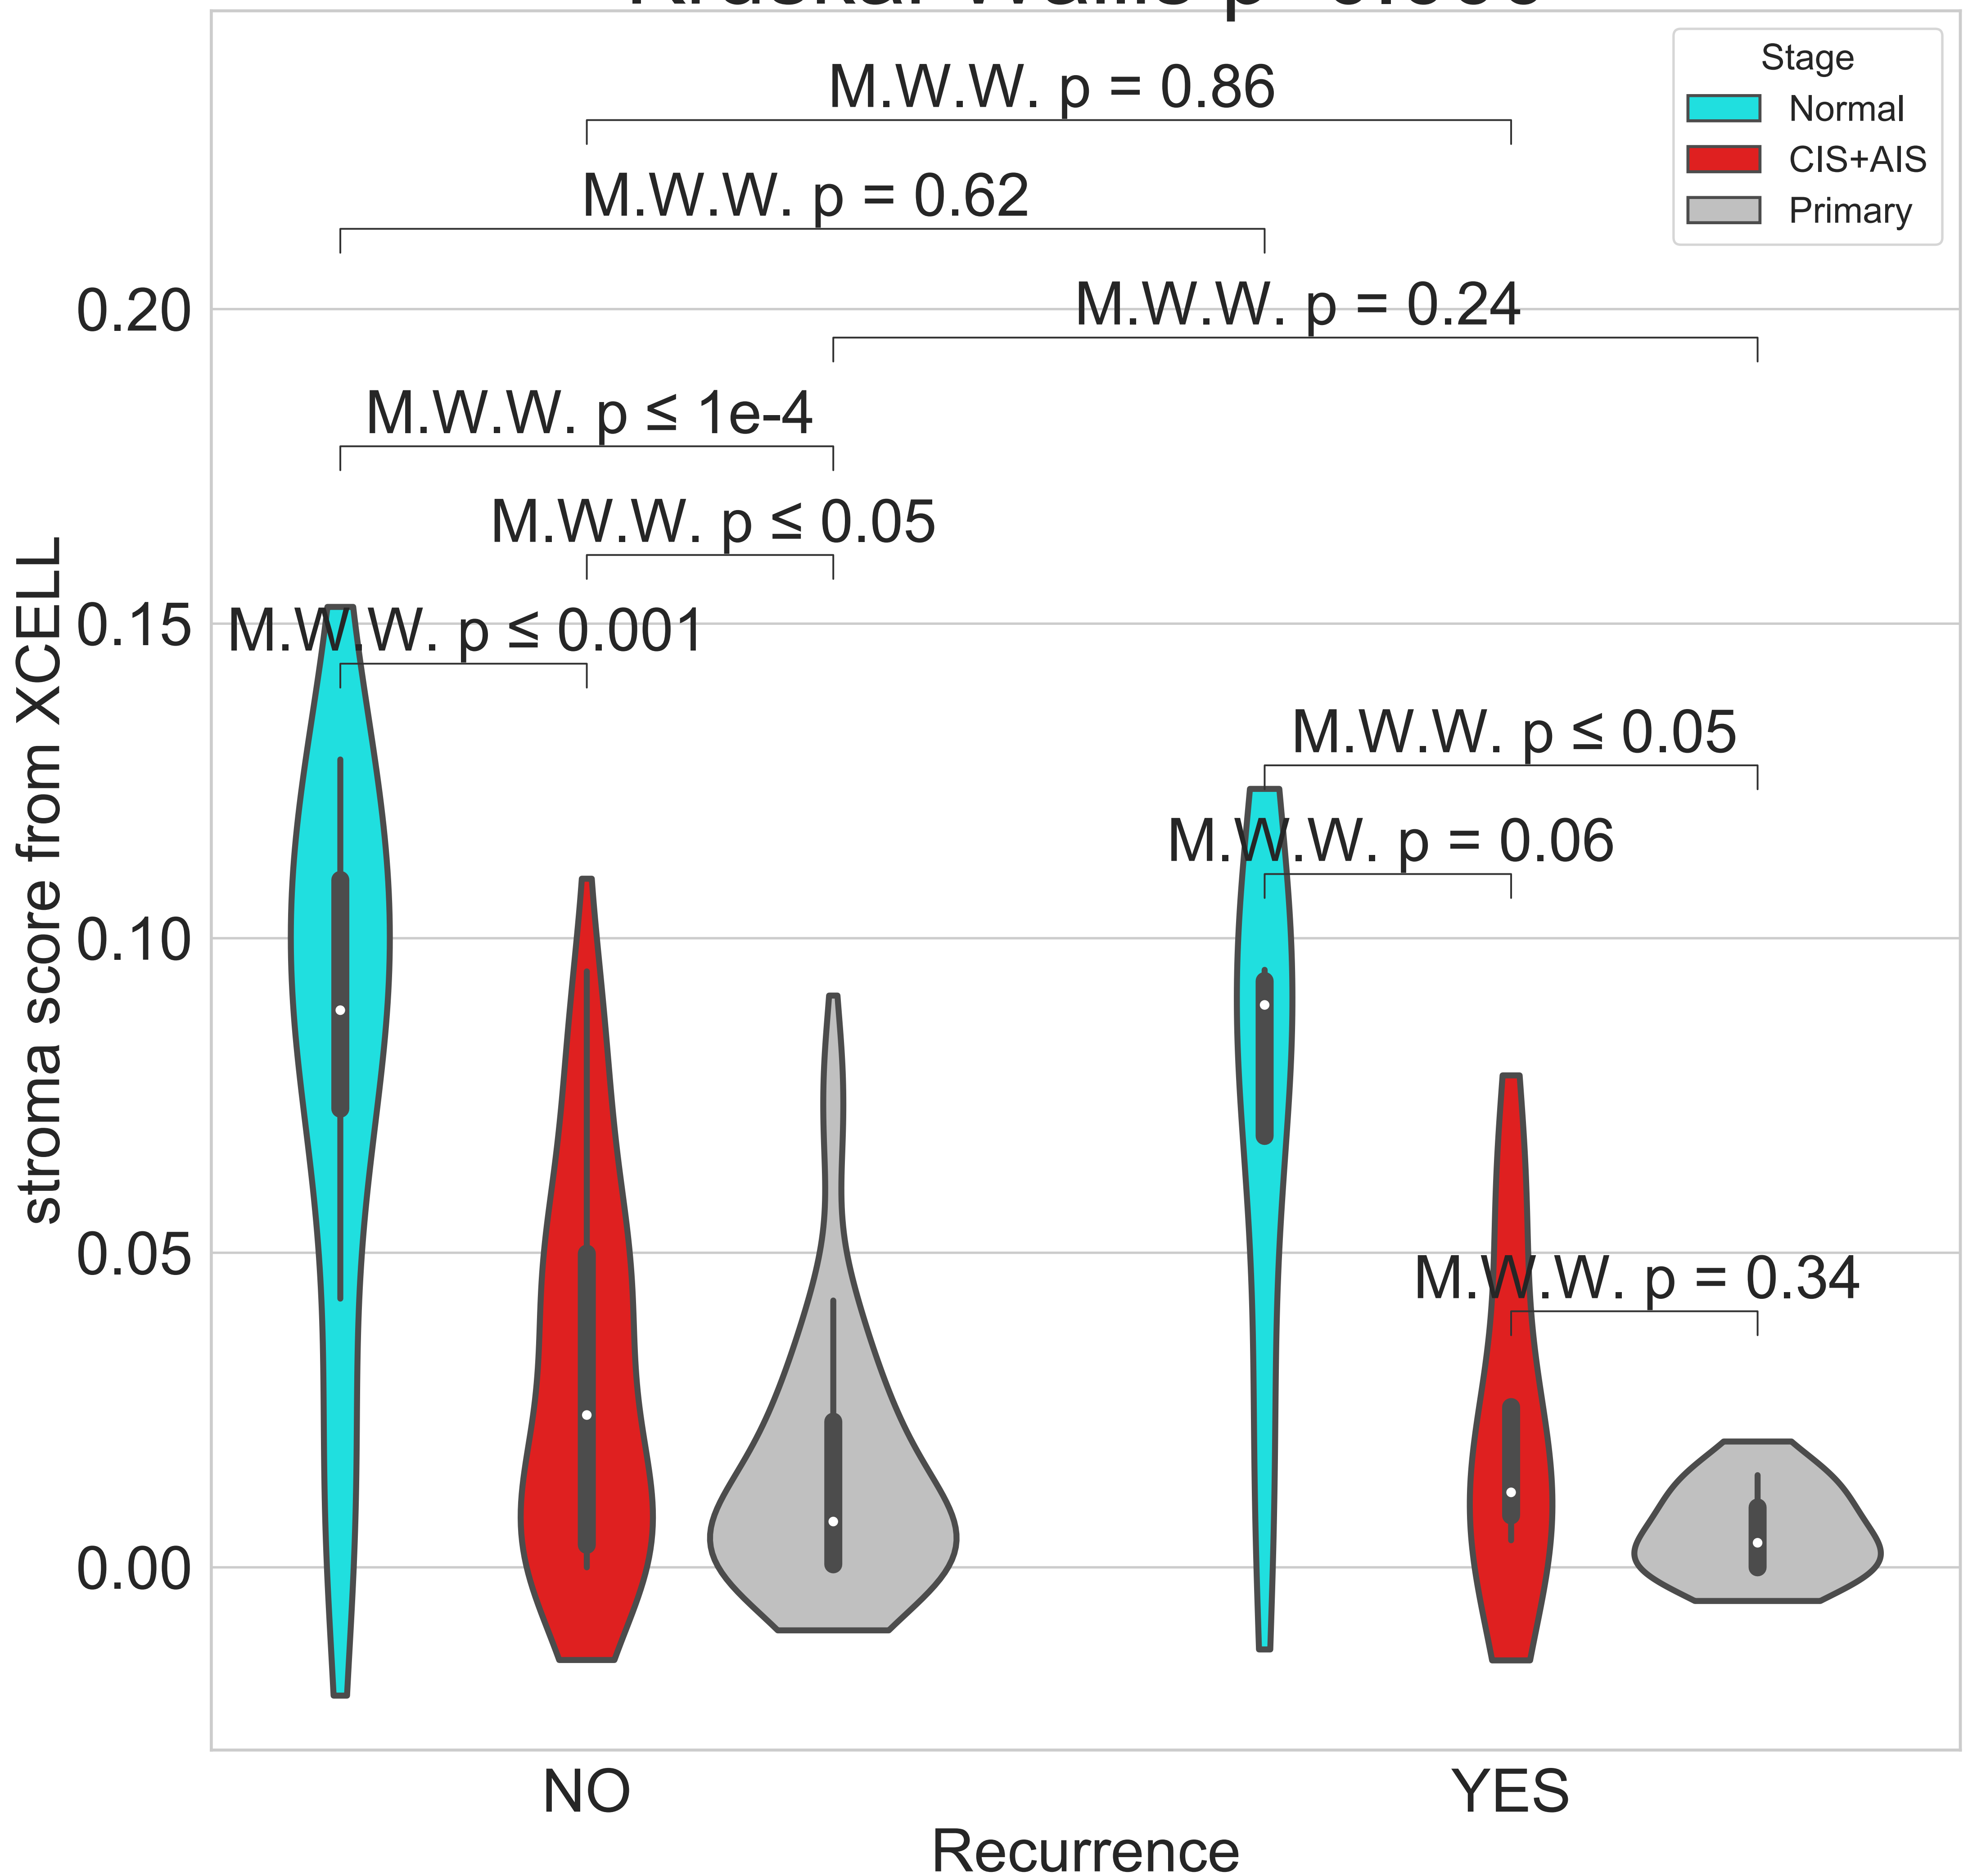 Stage
Normal
CIS+AIS
Primary
M.W.W. p = 0.86
M.W.W. p = 0.62
M.W.W. p = 0.24
M.W.W. p ≤ 1e-4
M.W.W. p ≤ 0.05
M.W.W. p ≤ 0.001
M.W.W. p ≤ 0.05
M.W.W. p = 0.06
M.W.W. p = 0.34
stroma score from XCELL
0.20
0.15
0.10
0.05
0.00
NO
YES
Recurrence